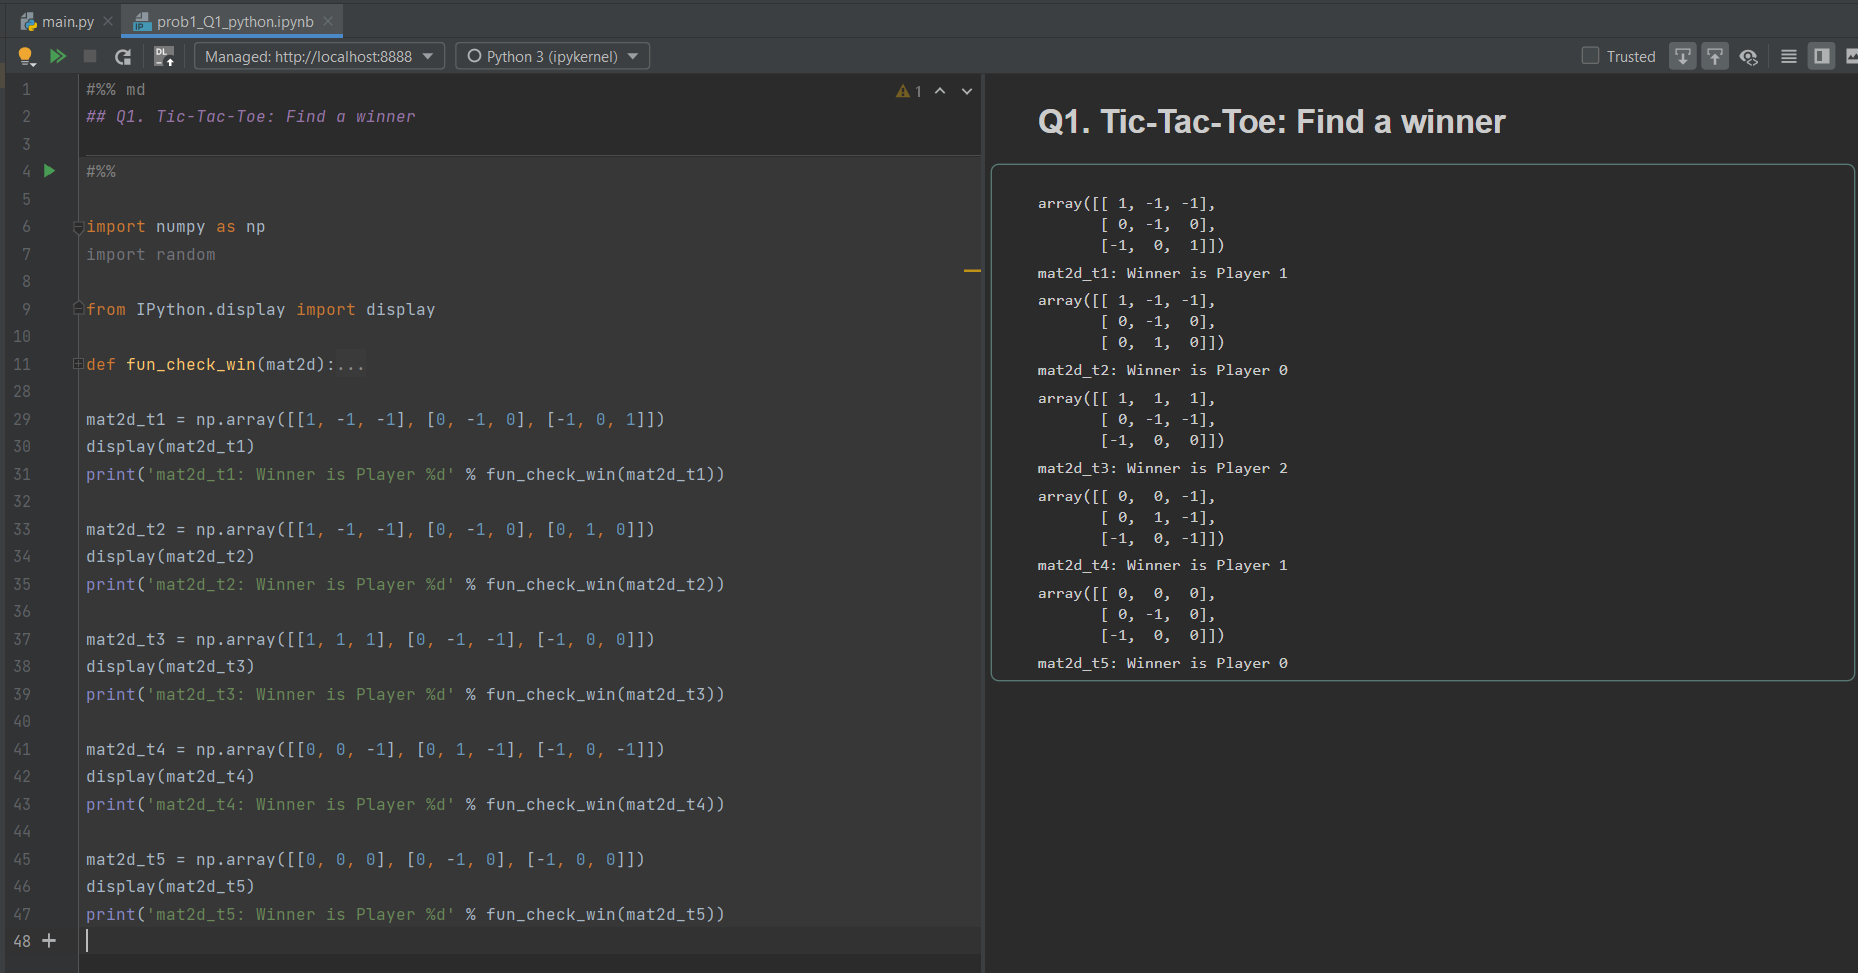 main.py
prob1_Q1_python.ipynb
DL
Managed: http://localhost:8888
Python 3 (ipykernel)
Trusted
1 #%% md
2 ## Q1. Tic-Tac-Toe: Find a winner
3
4 #%%
5
6 import numpy as np
7 import random
8
9 from IPython.display import display
10
11 def fun_check_win(mat2d):...
28
29 mat2d_t1 = np.array([[1, -1, -1], [0, -1, 0], [-1, 0, 1]])
30 display(mat2d_t1)
31 print('mat2d_t1: Winner is Player %d' % fun_check_win(mat2d_t1))
32
33 mat2d_t2 = np.array([[1, -1, -1], [0, -1, 0], [0, 1, 0]])
34 display(mat2d_t2)
35 print('mat2d_t2: Winner is Player %d' % fun_check_win(mat2d_t2))
36
37 mat2d_t3 = np.array([[1, 1, 1], [0, -1, -1], [-1, 0, 0]])
38 display(mat2d_t3)
39 print('mat2d_t3: Winner is Player %d' % fun_check_win(mat2d_t3))
40
41 mat2d_t4 = np.array([[0, 0, -1], [0, 1, -1], [-1, 0, -1]])
42 display(mat2d_t4)
43 print('mat2d_t4: Winner is Player %d' % fun_check_win(mat2d_t4))
44
45 mat2d_t5 = np.array([[0, 0, 0], [0, -1, 0], [-1, 0, 0]])
46 display(mat2d_t5)
47 print('mat2d_t5: Winner is Player %d' % fun_check_win(mat2d_t5))
48
1
Q1. Tic-Tac-Toe: Find a winner
array([[ 1, -1, -1],
[ 0, -1, 0],
[-1, 0, 1]])
mat2d_t1: Winner is Player 1
array([[ 1, -1, -1],
[ 0, -1, 0],
[ 0, 1, 0]])
mat2d_t2: Winner is Player 0
array([[ 1, 1, 1],
[ 0, -1, -1],
[-1, 0, 0]])
mat2d_t3: Winner is Player 2
array([[ 0, 0, -1],
[ 0, 1, -1],
[-1, 0, -1]])
mat2d_t4: Winner is Player 1
array([[ 0, 0, 0],
[ 0, -1, 0],
[-1, 0, 0]])
mat2d_t5: Winner is Player 0